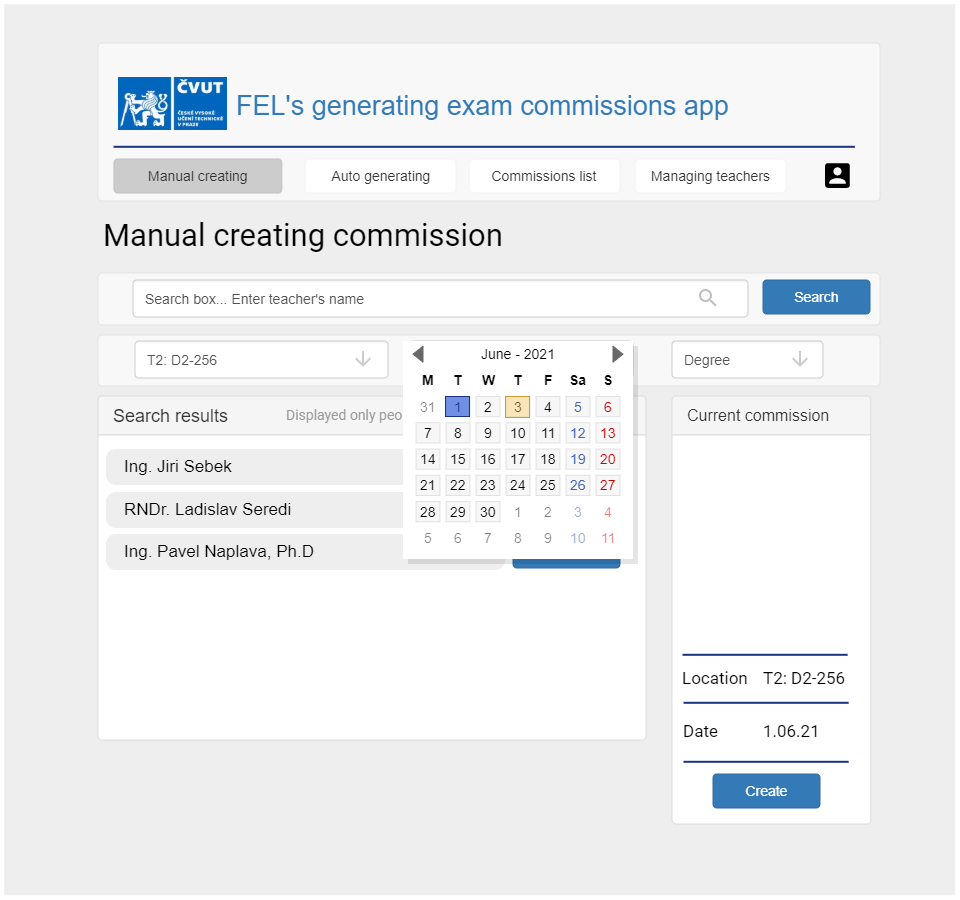 ČVUT
ČESKÉ VYSOKÉ
UČENÍ TECHNICKÉ
V PRAZE
FEL's generating exam commissions app
Manual creating
Auto generating
Commissions list
Managing teachers
Manual creating commission
Search box... Enter teacher's name
Search
T2: D2-256
June - 2021
Degree
M T W T F Sa S
31 1 2 3 4 5 6
7 8 9 10 11 12 13
14 15 16 17 18 19 20
21 22 23 24 25 26 27
28 29 30 1 2 3 4
5 6 7 8 9 10 11
Search results
Displayed only peo
Ing. Jiri Sebek
RNDr. Ladislav Seredi
Ing. Pavel Naplava, Ph.D
Current commission
Location T2: D2-256
Date 1.06.21
Create